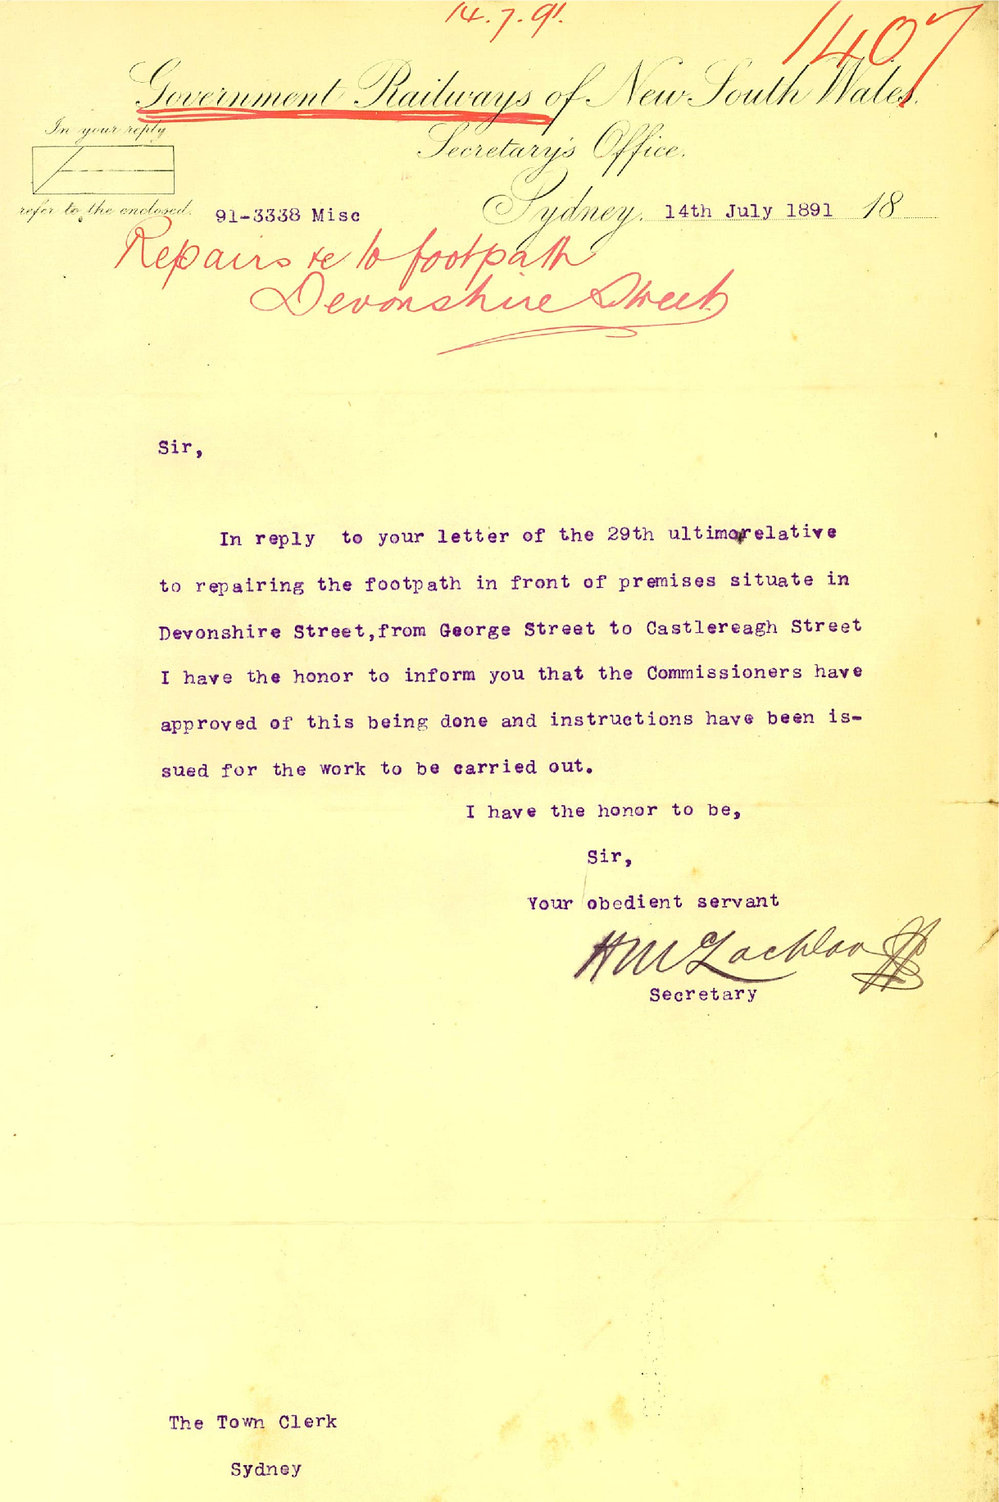 14.7.91.
1407
Government Railways of New South Wales.
Secretary's Office.
In your reply
refer to the enclosed.
91-3338 Misc
Sydney, 14th July 1891 18
Repairs &c to footpath
Devonshire Street
Sir,
In reply to your letter of the 29th ultimo,relative
to repairing the footpath in front of premises situate in
Devonshire Street,from George Street to Castlereagh Street
I have the honor to inform you that the Commissioners have
approved of this being done and instructions have been is-
sued for the work to be carried out.
I have the honor to be,
Sir,
Your obedient servant
H McLachlan
Secretary
The Town Clerk
Sydney